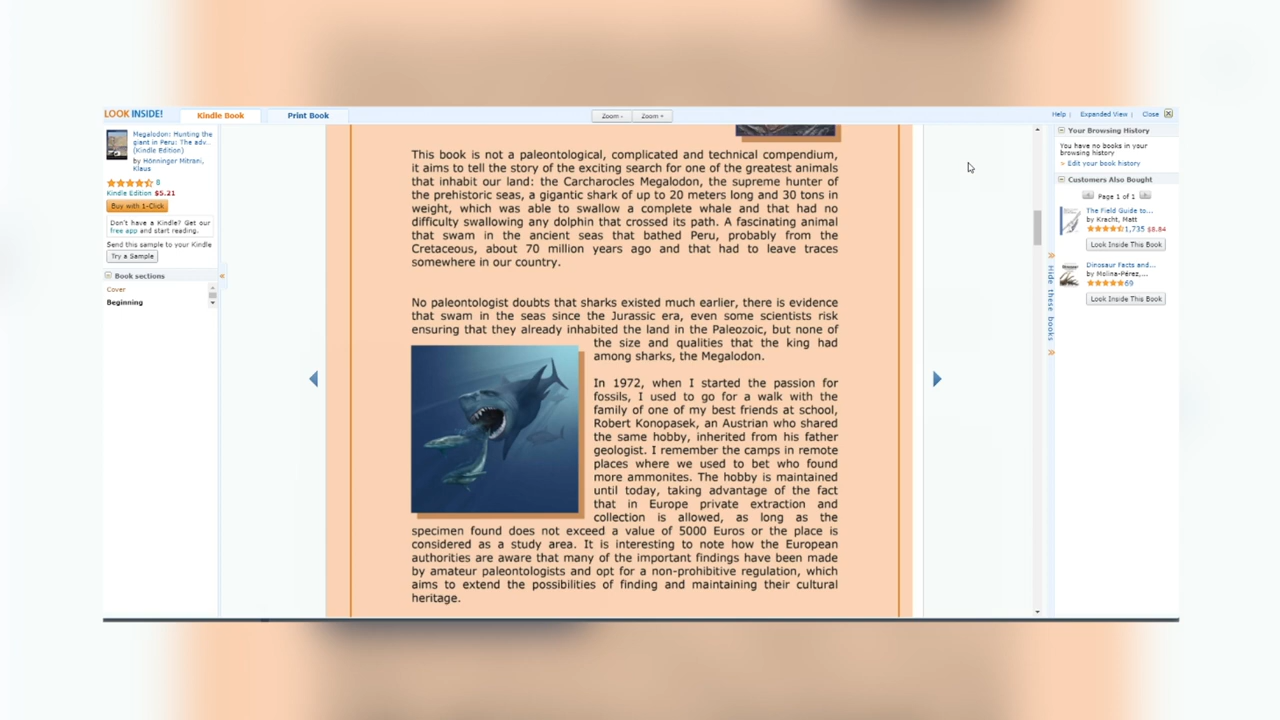 LOOK INSIDE!
Kindle Book
Print Book
Zoom -
Zoom +
Help |
Expanded View |
Close
Megalodon: Hunting the
giant in Peru: The adv..
(Kindle Edition)
by Hönninger Mitrani,
Klaus
8
Kindle Edition $5.21
Buy with 1-Click
Don't have a Kindle? Get our
free app and start reading.
Send this sample to your Kindle
Try a Sample
Book sections
Cover
Beginning
This book is not a paleontological, complicated and technical compendium,
it aims to tell the story of the exciting search for one of the greatest animals
that inhabit our land: the Carcharocles Megalodon, the supreme hunter of
the prehistoric seas, a gigantic shark of up to 20 meters long and 30 tons in
weight, which was able to swallow a complete whale and that had no
difficulty swallowing any dolphin that crossed its path. A fascinating animal
that swam in the ancient seas that bathed Peru, probably from the
Cretaceous, about 70 million years ago and that had to leave traces
somewhere in our country.
No paleontologist doubts that sharks existed much earlier, there is evidence
that swam in the seas since the Jurassic era, even some scientists risk
ensuring that they already inhabited the land in the Paleozoic, but none of
the size and qualities that the king had
among sharks, the Megalodon.
In 1972, when I started the passion for
fossils, I used to go for a walk with the
family of one of my best friends at school,
Robert Konopasek, an Austrian who shared
the same hobby, inherited from his father
geologist. I remember the camps in remote
places where we used to bet who found
more ammonites. The hobby is maintained
until today, taking advantage of the fact
that in Europe private extraction and
collection is allowed, as long as the
specimen found does not exceed a value of 5000 Euros or the place is
considered as a study area. It is interesting to note how the European
authorities are aware that many of the important findings have been made
by amateur paleontologists and opt for a non-prohibitive regulation, which
aims to extend the possibilities of finding and maintaining their cultural
heritage.
Hide these books
Your Browsing History
You have no books in your
browsing history
Edit your book history
Customers Also Bought
Page 1 of 1
The Field Guide to...
by Kracht, Matt
1,735 $8.84
Look Inside This Book
Dinosaur Facts and...
by Molina-Pérez,...
69
Look Inside This Book